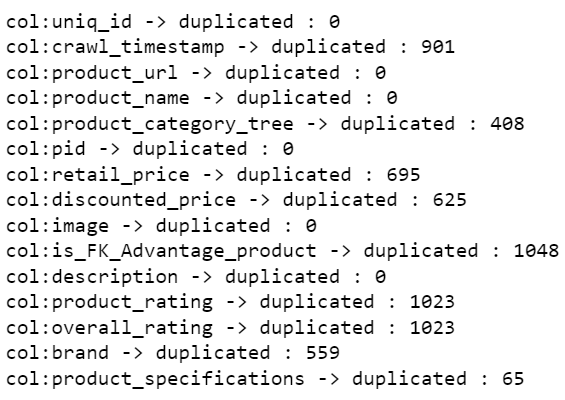 col:uniq_id -> duplicated : 0
col:crawl_timestamp -> duplicated : 901
col:product_url -> duplicated : 0
col:product_name -> duplicated : 0
col:product_category_tree -> duplicated : 408
col:pid -> duplicated : 0
col:retail_price -> duplicated : 695
col:discounted_price -> duplicated : 625
col:image -> duplicated : 0
col:is_FK_Advantage_product -> duplicated : 1048
col:description -> duplicated : 0
col:product_rating -> duplicated : 1023
col:overall_rating -> duplicated : 1023
col:brand -> duplicated : 559
col:product_specifications -> duplicated : 65